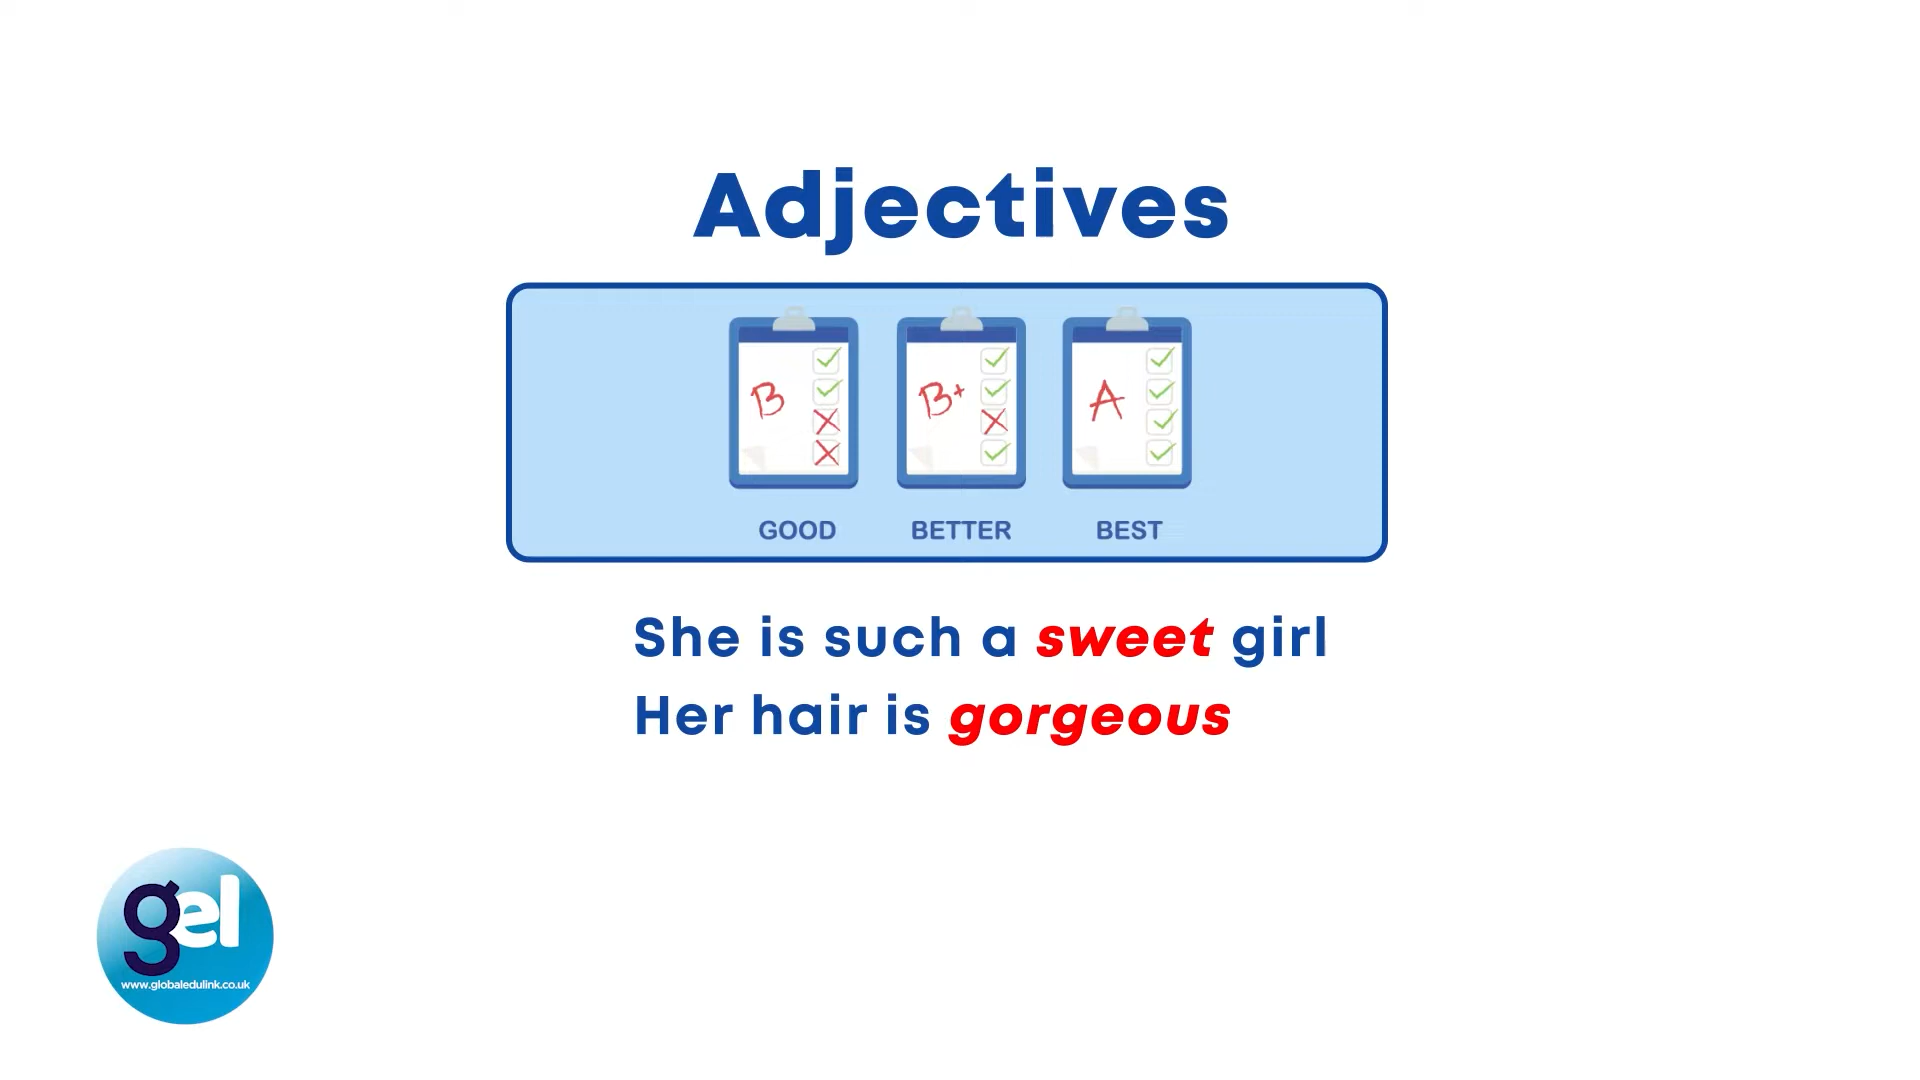 Adjectives
B B+ A
GOOD BETTER BEST
She is such a sweet girl
Her hair is gorgeous
gel
www.globaledulink.co.uk